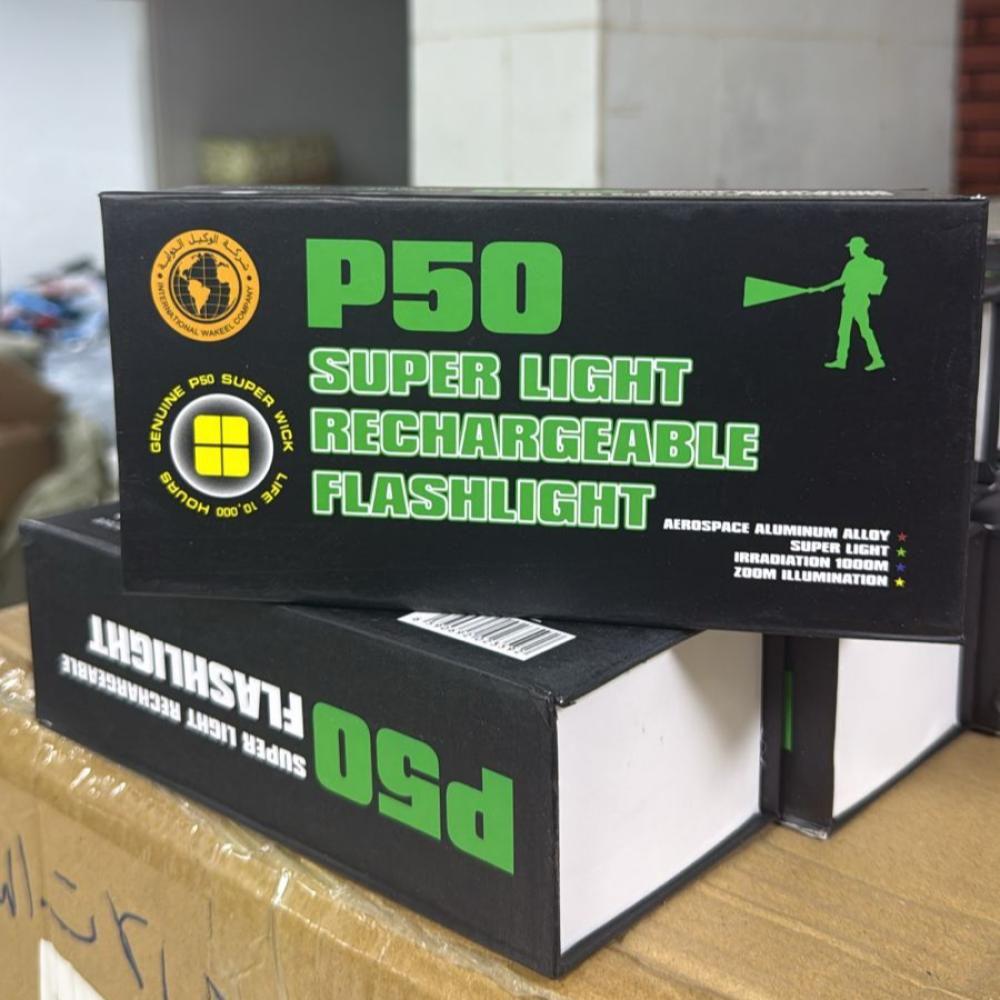 شركة الوكيل الدولية
INTERNATIONAL WAKEEL COMPANY
P50
SUPER LIGHT
RECHARGEABLE
FLASHLIGHT
GENUINE P50 SUPER WICK
LIFE 10,000 HOURS
AEROSPACE ALUMINUM ALLOY
SUPER LIGHT
IRRADIATION 1000M
ZOOM ILLUMINATION
P50
SUPER LIGHT RECHARGEABLE
FLASHLIGHT